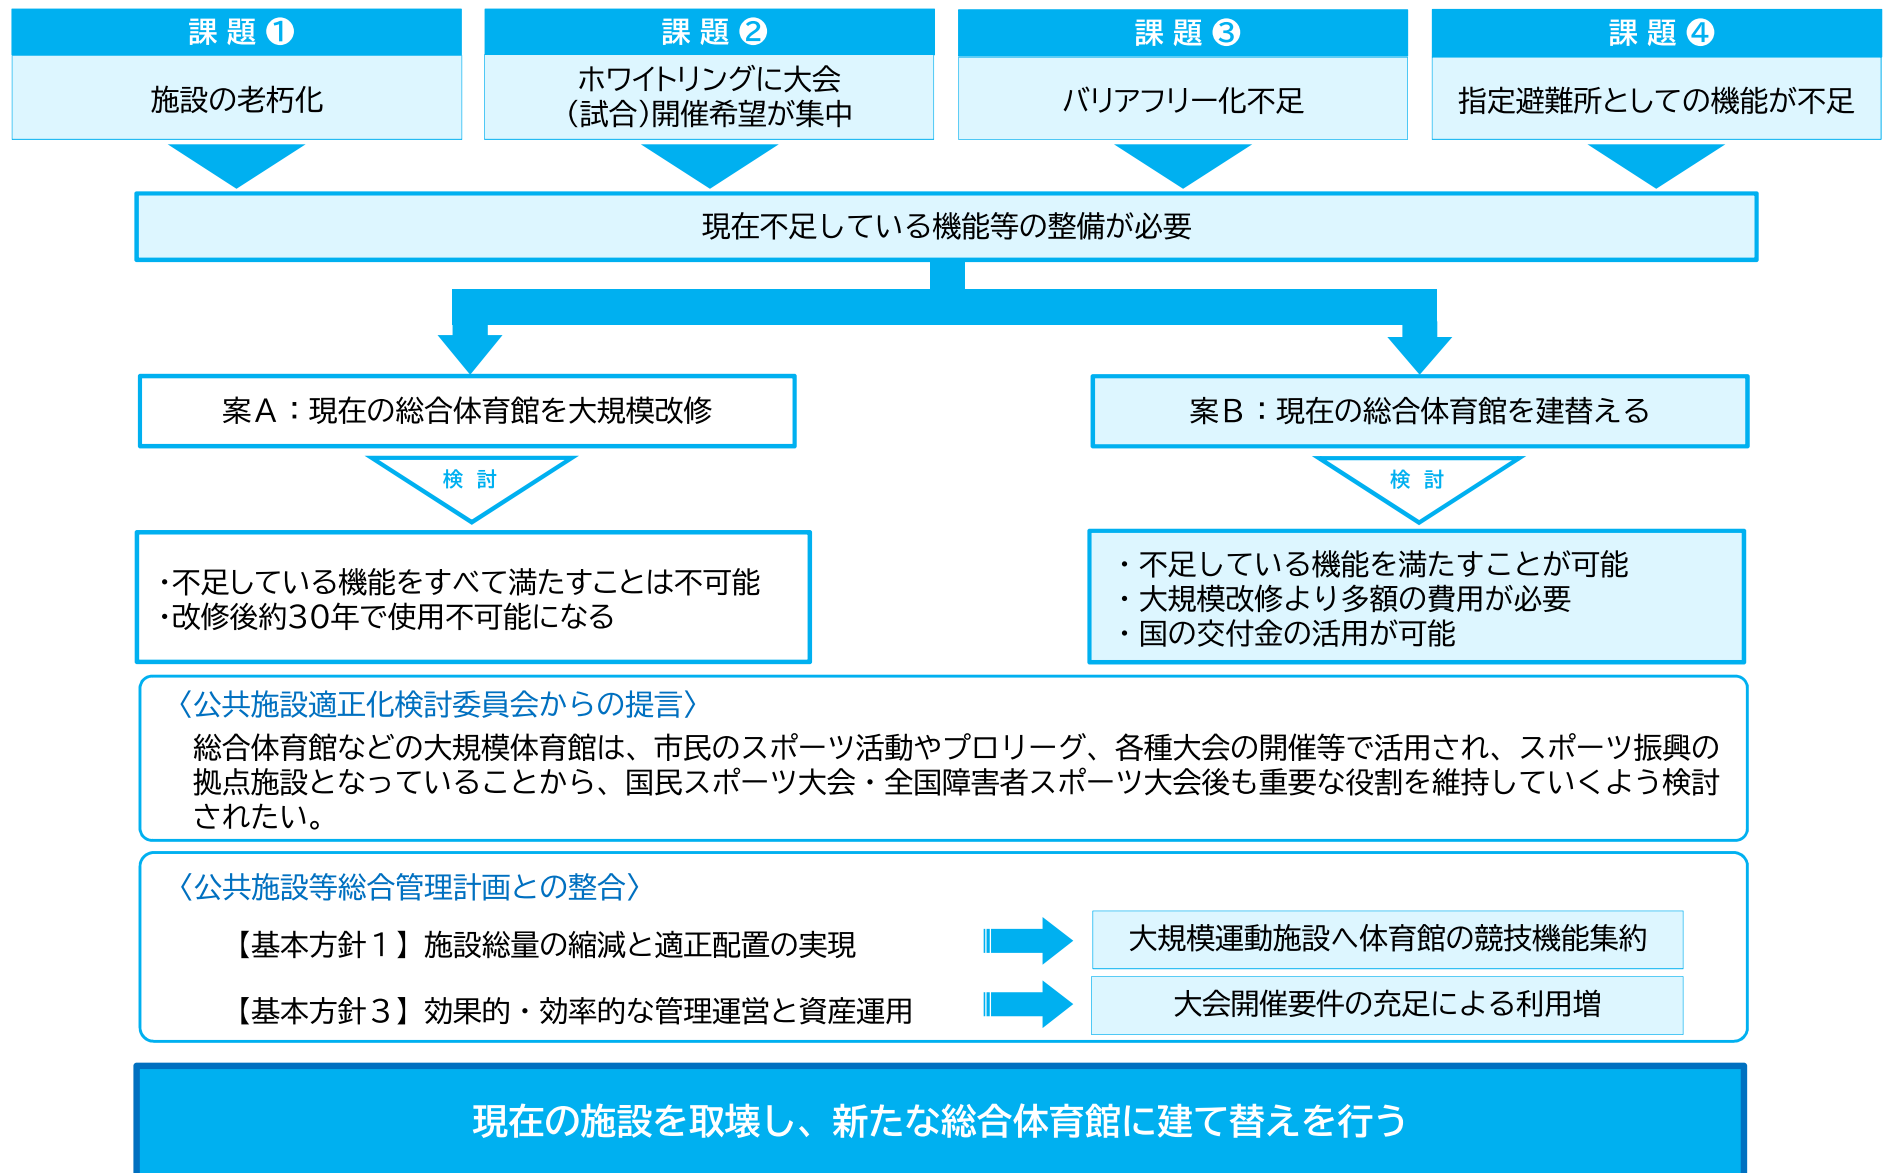 課題❶
施設の老朽化
課題❷
ホワイトリングに大会
(試合)開催希望が集中
課題❸
バリアフリー化不足
課題❹
指定避難所としての機能が不足
現在不足している機能等の整備が必要
案A：現在の総合体育館を大規模改修
検討
・不足している機能をすべて満たすことは不可能
・改修後約30年で使用不可能になる
案B：現在の総合体育館を建替える
検討
・不足している機能を満たすことが可能
・大規模改修より多額の費用が必要
・国の交付金の活用が可能
〈公共施設適正化検討委員会からの提言〉
総合体育館などの大規模体育館は、市民のスポーツ活動やプロリーグ、各種大会の開催等で活用され、スポーツ振興の
拠点施設となっていることから、国民スポーツ大会・全国障害者スポーツ大会後も重要な役割を維持していくよう検討
されたい。
〈公共施設等総合管理計画との整合〉
【基本方針１】施設総量の縮減と適正配置の実現
大規模運動施設へ体育館の競技機能集約
【基本方針３】効果的・効率的な管理運営と資産運用
大会開催要件の充足による利用増
現在の施設を取壊し、新たな総合体育館に建て替えを行う